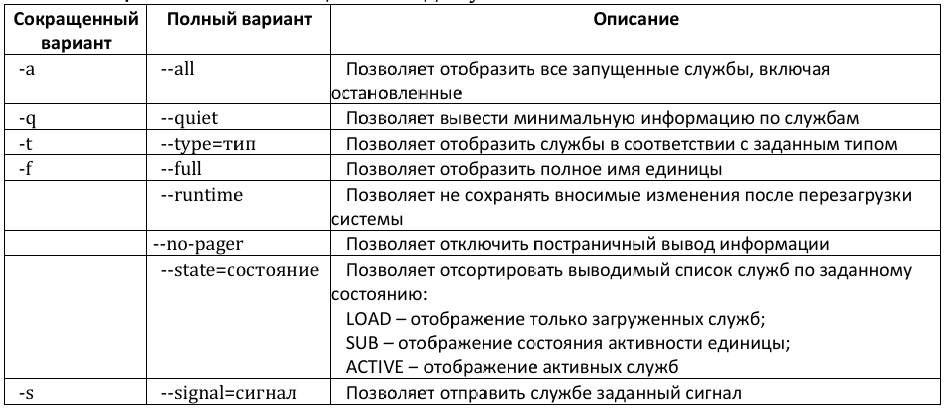 Сокращенный вариант Полный вариант Описание
-a --all Позволяет отобразить все запущенные службы, включая
остановленные
-q --quiet Позволяет вывести минимальную информацию по службам
-t --type=тип Позволяет отобразить службы в соответствии с заданным типом
-f --full Позволяет отобразить полное имя единицы
--runtime Позволяет не сохранять вносимые изменения после перезагрузки
системы
--no-pager Позволяет отключить постраничный вывод информации
--state=состояние Позволяет отсортировать выводимый список служб по заданному
состоянию:
LOAD – отображение только загруженных служб;
SUB – отображение состояния активности единицы;
ACTIVE – отображение активных служб
-s --signal=сигнал Позволяет отправить службе заданный сигнал